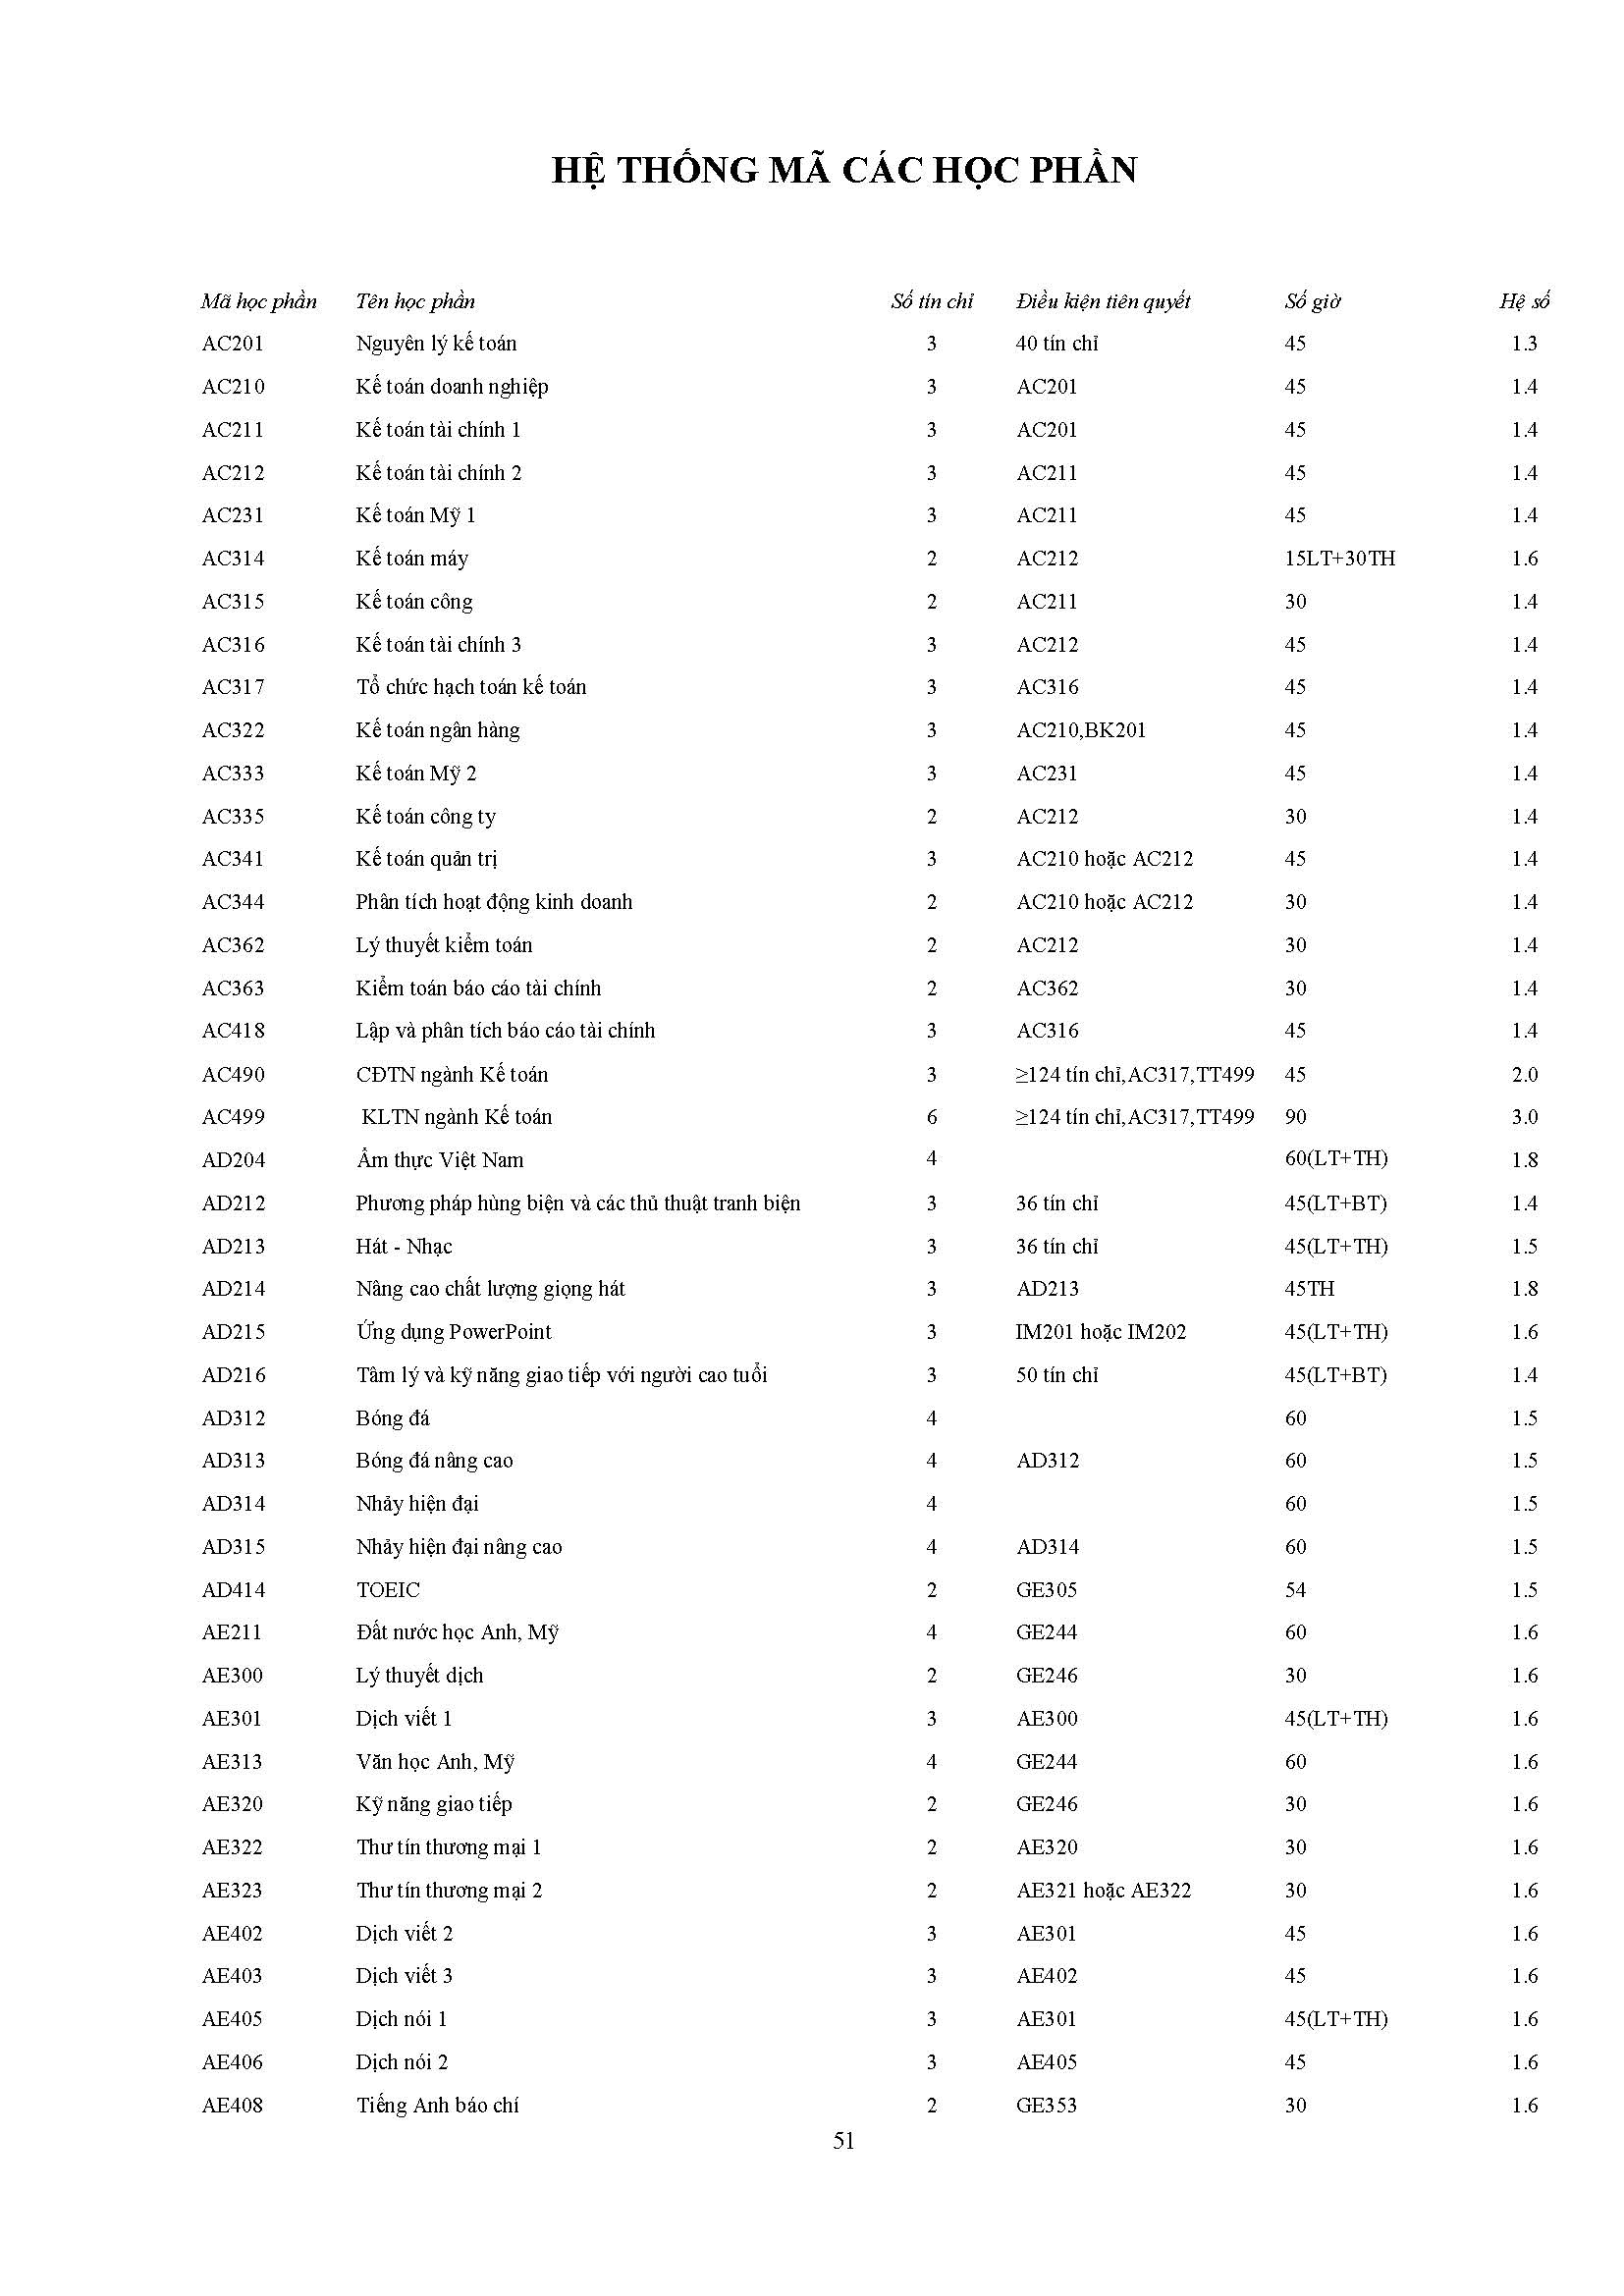 HỆ THỐNG MÃ CÁC HỌC PHẦN
Mã học phần Tên học phần Số tín chỉ Điều kiện tiên quyết Số giờ Hệ số
AC201 Nguyên lý kế toán 3 40 tín chỉ 45 1.3
AC210 Kế toán doanh nghiệp 3 AC201 45 1.4
AC211 Kế toán tài chính 1 3 AC201 45 1.4
AC212 Kế toán tài chính 2 3 AC211 45 1.4
AC231 Kế toán Mỹ 1 3 AC211 45 1.4
AC314 Kế toán máy 2 AC212 15LT+30TH 1.6
AC315 Kế toán công 2 AC211 30 1.4
AC316 Kế toán tài chính 3 3 AC212 45 1.4
AC317 Tổ chức hạch toán kế toán 3 AC316 45 1.4
AC322 Kế toán ngân hàng 3 AC210,BK201 45 1.4
AC333 Kế toán Mỹ 2 3 AC231 45 1.4
AC335 Kế toán công ty 2 AC212 30 1.4
AC341 Kế toán quản trị 3 AC210 hoặc AC212 45 1.4
AC344 Phân tích hoạt động kinh doanh 2 AC210 hoặc AC212 30 1.4
AC362 Lý thuyết kiểm toán 2 AC212 30 1.4
AC363 Kiểm toán báo cáo tài chính 2 AC362 30 1.4
AC418 Lập và phân tích báo cáo tài chính 3 AC316 45 1.4
AC490 CĐTN ngành Kế toán 3 ≥124 tín chỉ,AC317,TT499 45 2.0
AC499 KLTN ngành Kế toán 6 ≥124 tín chỉ,AC317,TT499 90 3.0
AD204 Ẩm thực Việt Nam 4 60(LT+TH) 1.8
AD212 Phương pháp hùng biện và các thủ thuật tranh biện 3 36 tín chỉ 45(LT+BT) 1.4
AD213 Hát - Nhạc 3 36 tín chỉ 45(LT+TH) 1.5
AD214 Nâng cao chất lượng giọng hát 3 AD213 45TH 1.8
AD215 Ứng dụng PowerPoint 3 IM201 hoặc IM202 45(LT+TH) 1.6
AD216 Tâm lý và kỹ năng giao tiếp với người cao tuổi 3 50 tín chỉ 45(LT+BT) 1.4
AD312 Bóng đá 4 60 1.5
AD313 Bóng đá nâng cao 4 AD312 60 1.5
AD314 Nhảy hiện đại 4 60 1.5
AD315 Nhảy hiện đại nâng cao 4 AD314 60 1.5
AD414 TOEIC 2 GE305 54 1.5
AE211 Đất nước học Anh, Mỹ 4 GE244 60 1.6
AE300 Lý thuyết dịch 2 GE246 30 1.6
AE301 Dịch viết 1 3 AE300 45(LT+TH) 1.6
AE313 Văn học Anh, Mỹ 4 GE244 60 1.6
AE320 Kỹ năng giao tiếp 2 GE246 30 1.6
AE322 Thư tín thương mại 1 2 AE320 30 1.6
AE323 Thư tín thương mại 2 2 AE321 hoặc AE322 30 1.6
AE402 Dịch viết 2 3 AE301 45 1.6
AE403 Dịch viết 3 3 AE402 45 1.6
AE405 Dịch nói 1 3 AE301 45(LT+TH) 1.6
AE406 Dịch nói 2 3 AE405 45 1.6
AE408 Tiếng Anh báo chí 2 GE353 30 1.6
51